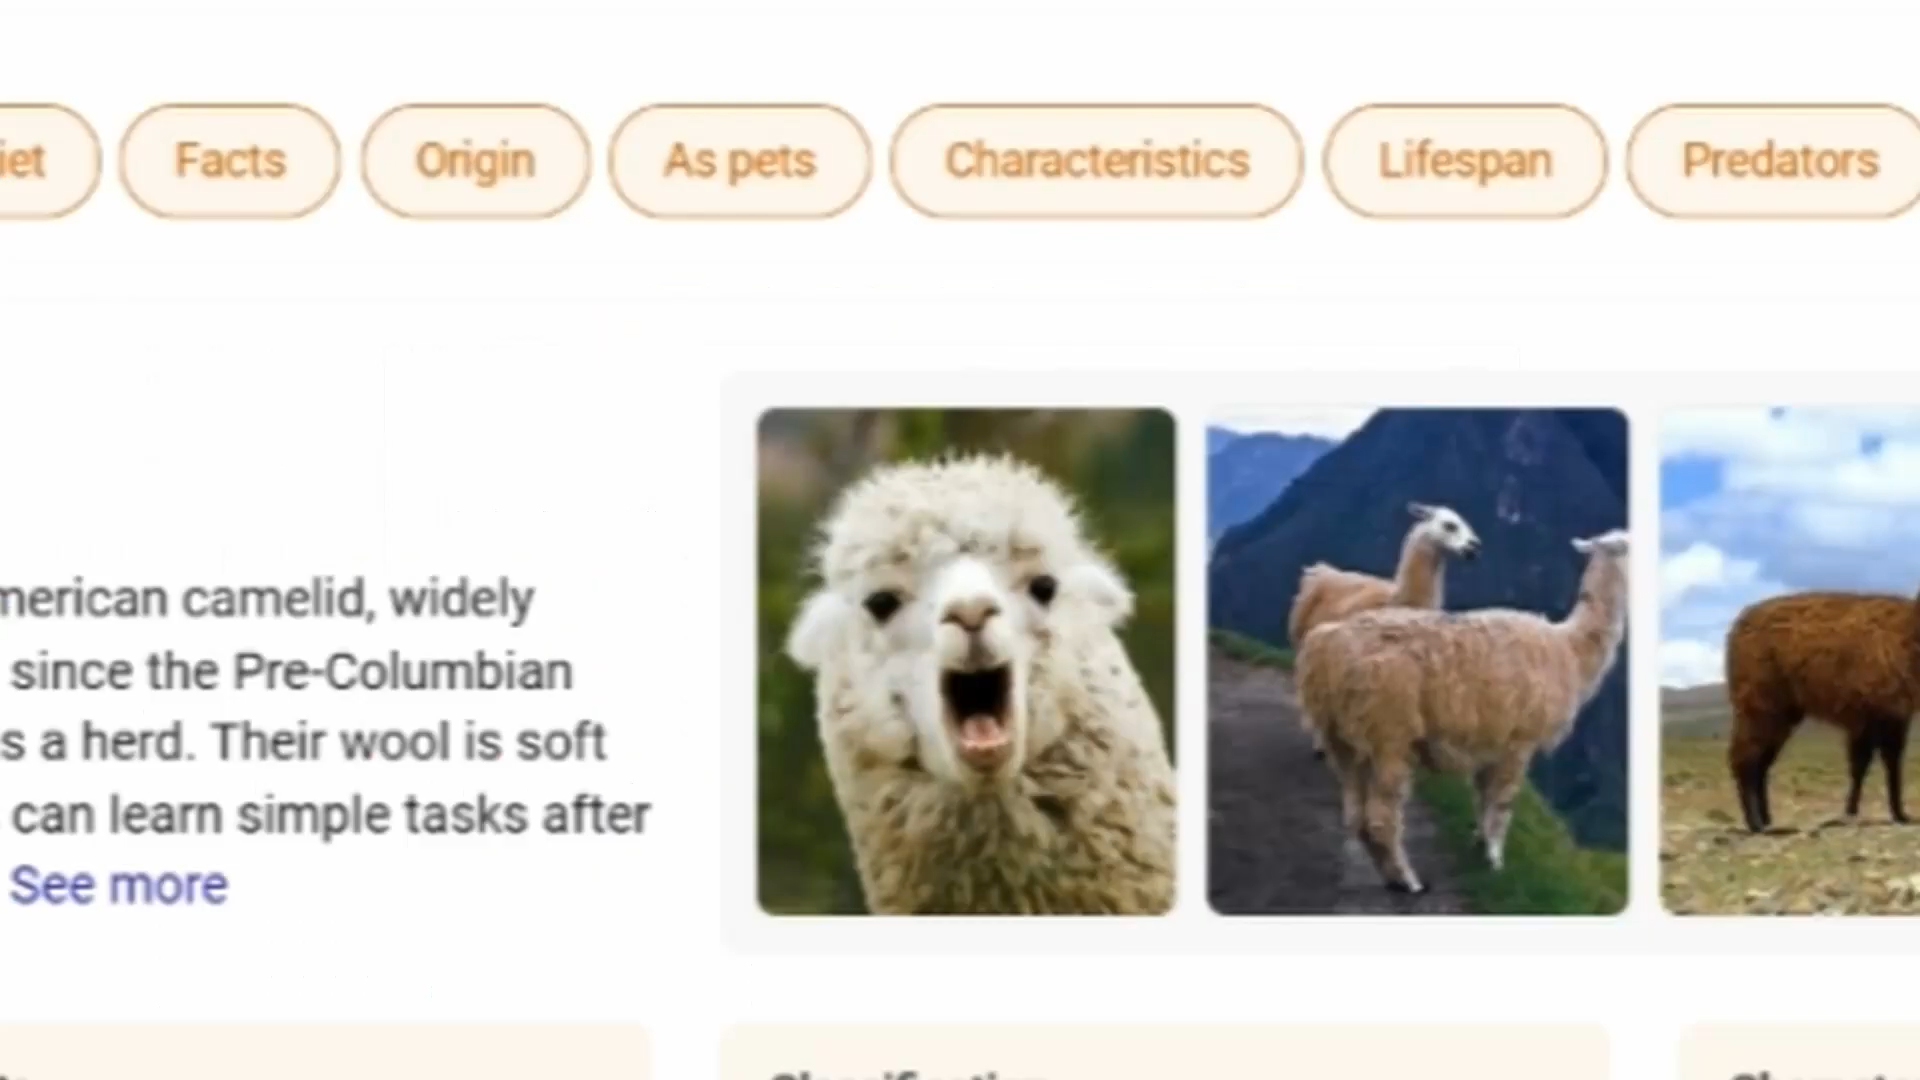 iet Facts Origin As pets Characteristics Lifespan Predators
merican camelid, widely
since the Pre-Columbian
s a herd. Their wool is soft
can learn simple tasks after
See more
Classification